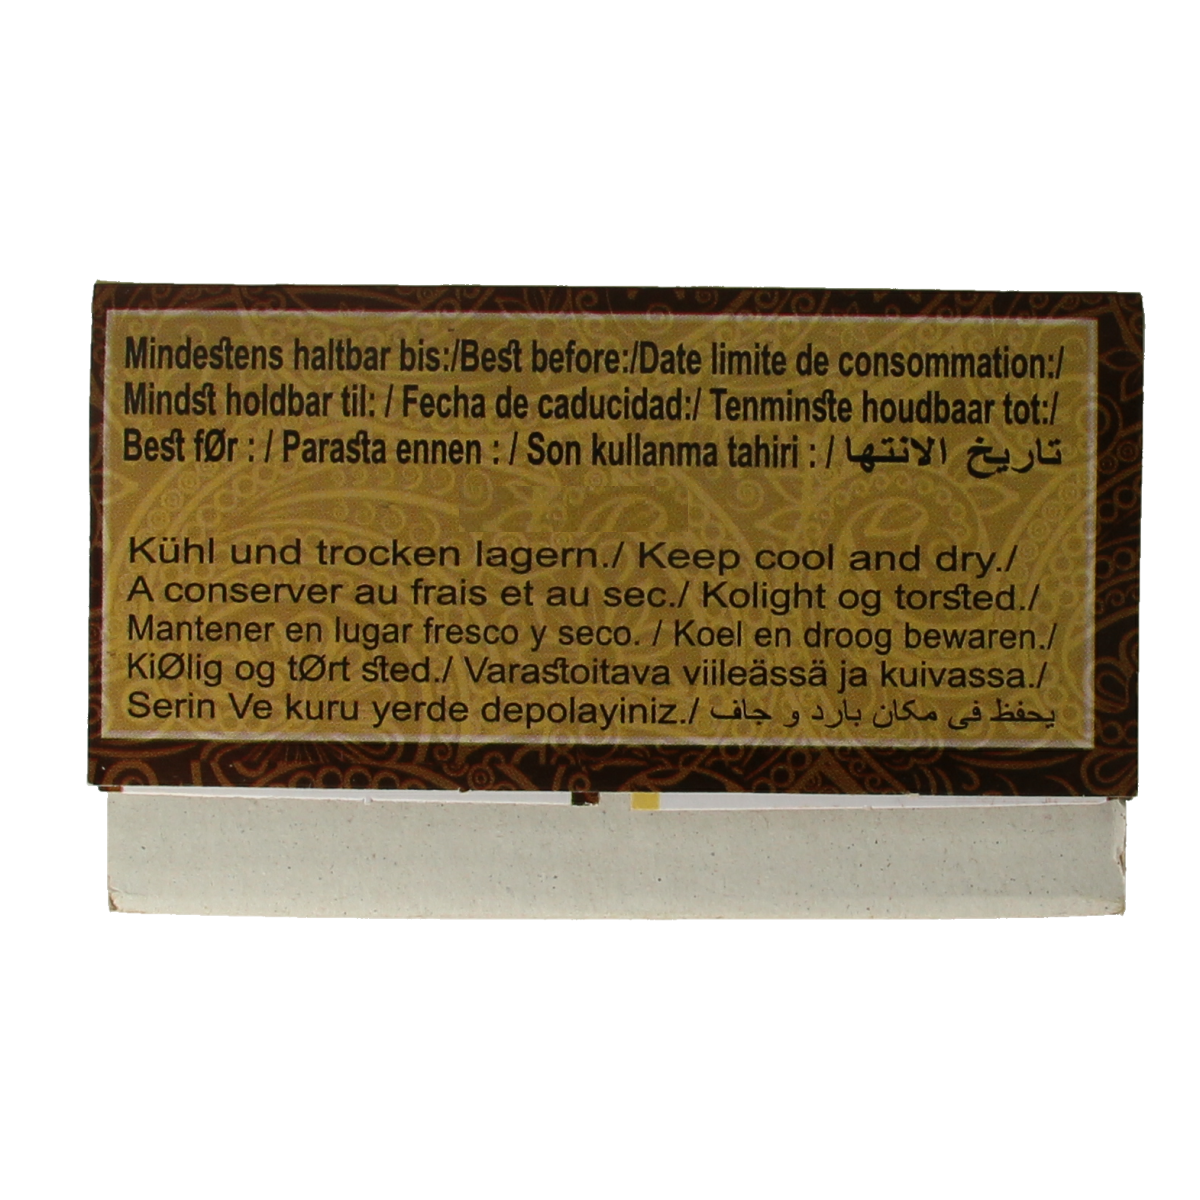 Mindestens haltbar bis:/Best before:/Date limite de consommation:/
Mindst holdbar til: / Fecha de caducidad:/ Tenminste houdbaar tot:/
Best fØr : / Parasta ennen : / Son kullanma tahiri : / تاريخ الانتها
Kühl und trocken lagern./ Keep cool and dry./
A conserver au frais et au sec./ Kolight og torsted./
Mantener en lugar fresco y seco. / Koel en droog bewaren./
KiØlig og tØrt sted./ Varastoitava viileässä ja kuivassa./
Serin Ve kuru yerde depolayiniz./ يحفظ فى مكان بارد و جاف